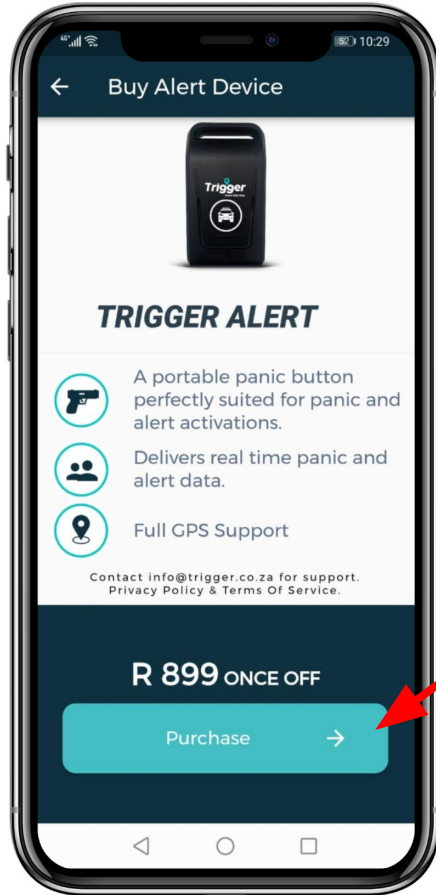 4G 52 10:29
Buy Alert Device
Trigger
TRIGGER ALERT
A portable panic button
perfectly suited for panic and
alert activations.
Delivers real time panic and
alert data.
Full GPS Support
Contact info@trigger.co.za for support.
Privacy Policy & Terms Of Service.
R 899 ONCE OFF
Purchase